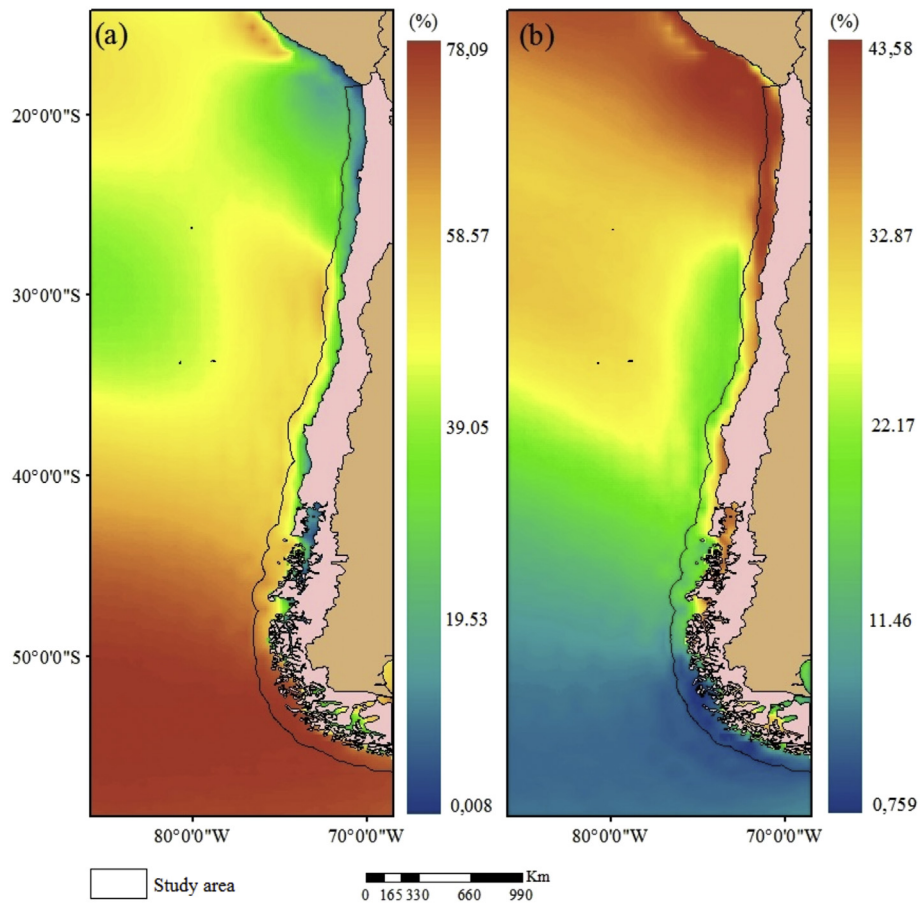 (%) (%)
(a) (b)
78,09 43,58
20°0'0"S
58.57 32.87
30°0'0"S
39.05 22.17
40°0'0"S
19.53 11.46
50°0'0"S
0,008 0,759
80°0'0"W 70°0'0"W 80°0'0"W 70°0'0"W
Study area
Km
0 165 330 660 990